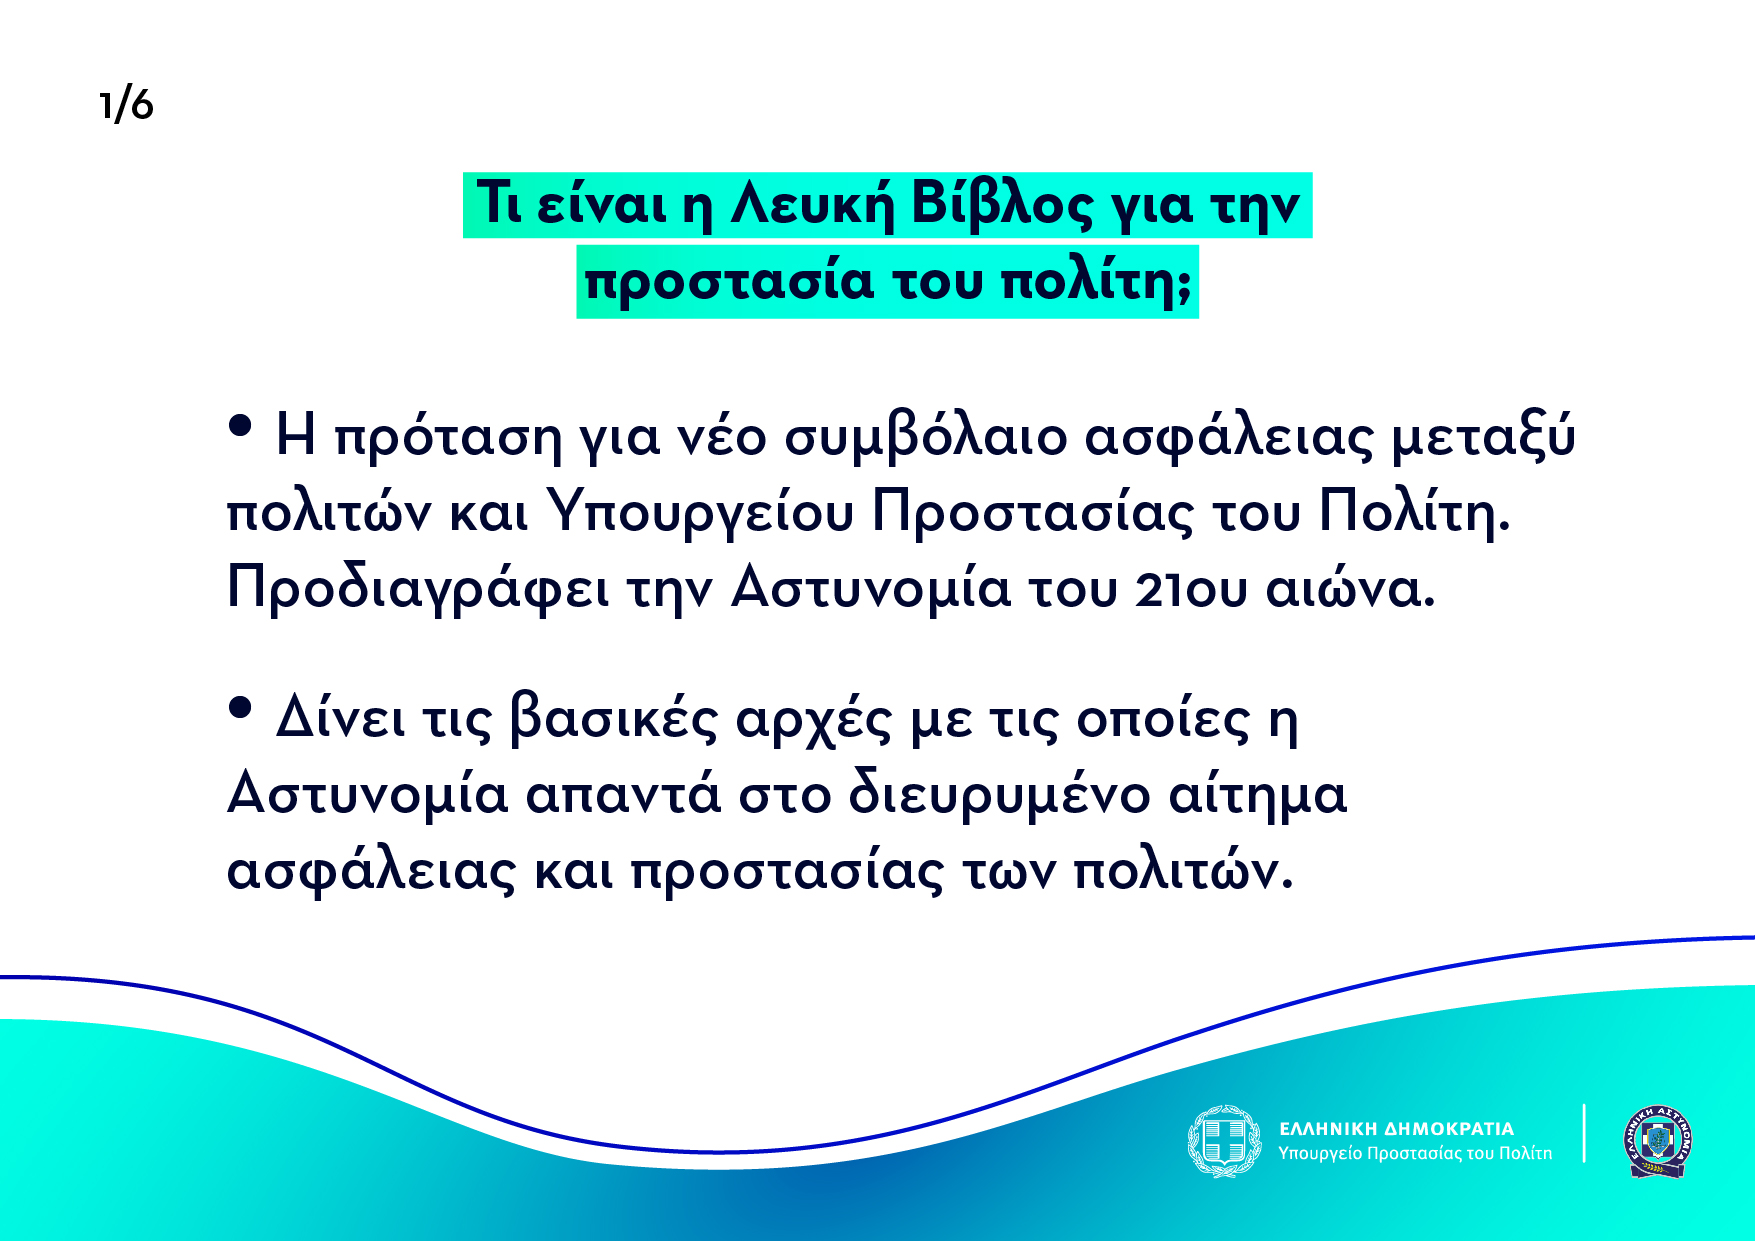 1/6
Τι είναι η Λευκή Βίβλος για την
προστασία του πολίτη;
• Η πρόταση για νέο συμβόλαιο ασφάλειας μεταξύ
πολιτών και Υπουργείου Προστασίας του Πολίτη.
Προδιαγράφει την Αστυνομία του 21ου αιώνα.
• Δίνει τις βασικές αρχές με τις οποίες η
Αστυνομία απαντά στο διευρυμένο αίτημα
ασφάλειας και προστασίας των πολιτών.
ΕΛΛΗΝΙΚΗ ΔΗΜΟΚΡΑΤΙΑ
Υπουργείο Προστασίας του Πολίτη
ΕΛΛΗΝΙΚΗ ΑΣΤΥΝΟΜΙΑ